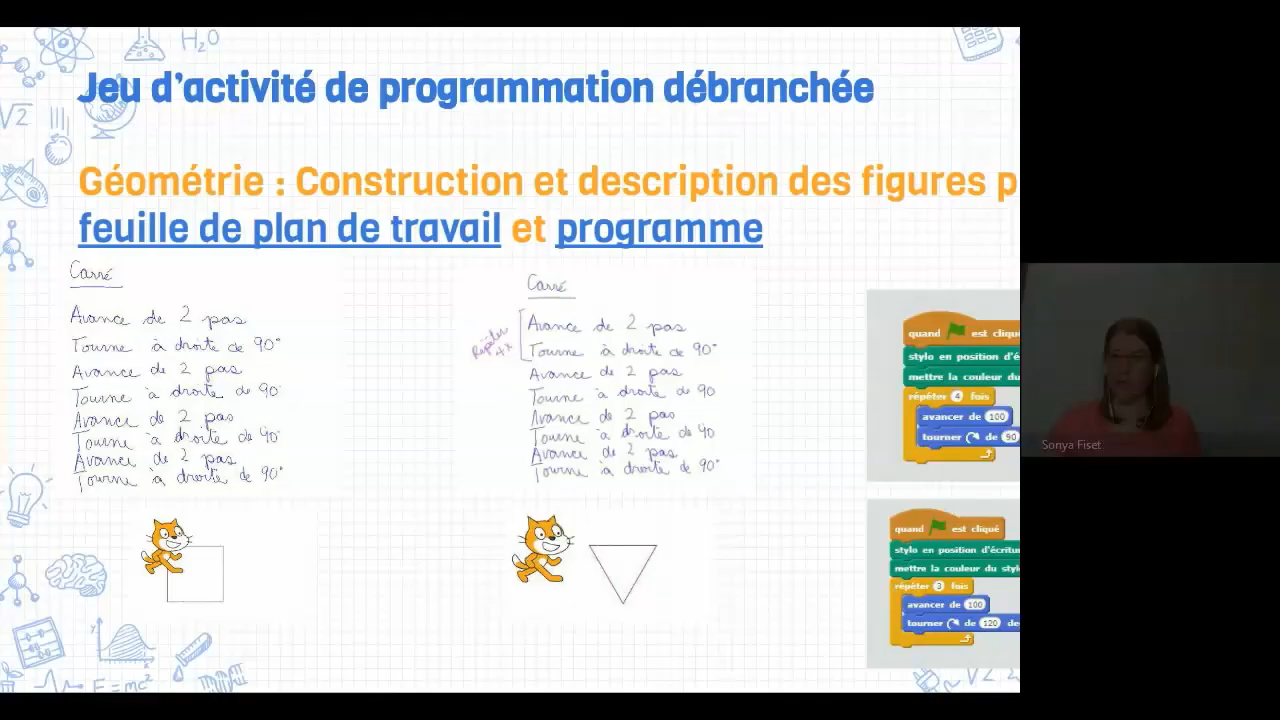 H₂O
√2
Jeu d'activité de programmation débranchée
Géométrie : Construction et description des figures p
feuille de plan de travail et programme
Carré
Avance de 2 pas
Tourne à droite de 90°
Avance de 2 pas
Tourne à droite de 90
Avance de 2 pas
Tourne à droite de 90°
Avance de 2 pas
Tourne à droite de 90°
Carré
Répéter 4x
Avance de 2 pas
Tourne à droite de 90°
Avance de 2 pas
Tourne à droite de 90
Avance de 2 pas
Tourne à droite de 90
Avance de 2 pas
Tourne à droite de 90°
quand est cliqu
stylo en position d'é
mettre la couleur du
répéter 4 fois
avancer de 100
tourner de 90
quand est cliqué
stylo en position d'écritu
mettre la couleur du styl
répéter 3 fois
avancer de 100
tourner de 120 de
Sonya Fiset
y
x
E=mc²
√2